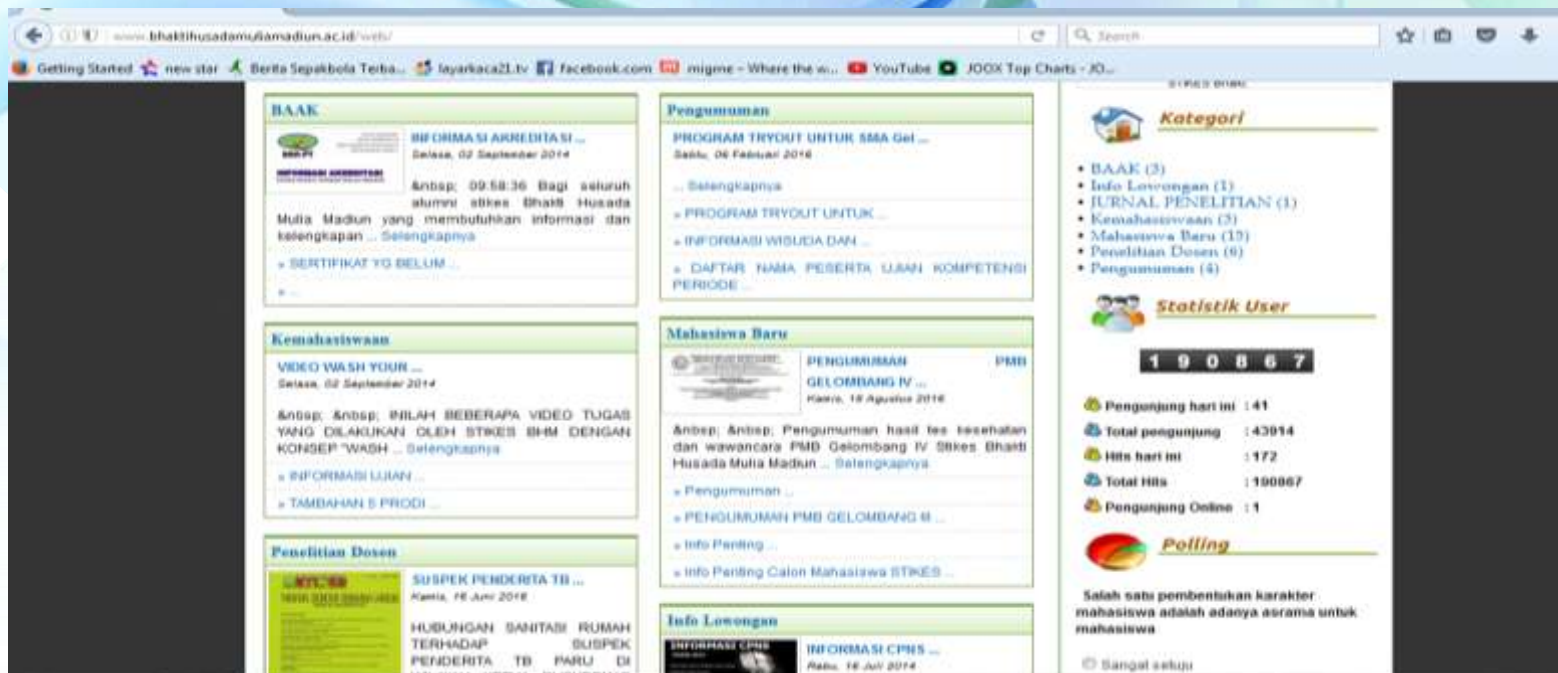 www.bhaktihusadamuliamadiun.ac.id/web/
Search
Getting Started
new star
Berita Sepakbola Terba...
layarkaca21.tv
facebook.com
migme - Where the w...
YouTube
JOOX Top Charts - JO...
BAAK
INFORMASI AKREDITASI ...
Selasa, 02 September 2014
&nbsp; 09:58:36 Bagi seluruh
alumni stikes Bhakti Husada
Mulia Madiun yang membutuhkan informasi dan
kelengkapan ... Selengkapnya
» SERTIFIKAT YG BELUM ...
» ...
Kemahasiswaan
VIDEO WASH YOUR ...
Selasa, 02 September 2014
&nbsp; &nbsp; INILAH BEBERAPA VIDEO TUGAS
YANG DILAKUKAN OLEH STIKES BHM DENGAN
KONSEP "WASH ... Selengkapnya
» INFORMASI UJIAN ...
» TAMBAHAN 5 PRODI ...
Penelitian Dosen
SUSPEK PENDERITA TB ...
Kamis, 16 Juni 2016
HUBUNGAN SANITASI RUMAH
TERHADAP SUSPEK
PENDERITA TB PARU DI
Pengumuman
PROGRAM TRYOUT UNTUK SMA Gel ...
Sabtu, 06 Februari 2016
... Selengkapnya
» PROGRAM TRYOUT UNTUK ...
» INFORMASI WISUDA DAN ...
» DAFTAR NAMA PESERTA UJIAN KOMPETENSI
PERIODE ...
Mahasiswa Baru
PENGUMUMAN PMB
GELOMBANG IV ...
Kamis, 18 Agustus 2016
&nbsp; &nbsp; Pengumuman hasil tes kesehatan
dan wawancara PMB Gelombang IV Stikes Bhakti
Husada Mulia Madiun ... Selengkapnya
» Pengumuman ...
» PENGUMUMAN PMB GELOMBANG III ...
» Info Penting ...
» Info Penting Calon Mahasiswa STIKES ...
Info Lowongan
INFORMASI CPNS
INFORMASI CPNS ...
Rabu, 16 Juli 2014
Kategori
• BAAK (3)
• Info Lowongan (1)
• JURNAL PENELITIAN (1)
• Kemahasiswaan (3)
• Mahasiswa Baru (19)
• Penelitian Dosen (6)
• Pengumuman (4)
Statistik User
190867
Pengunjung hari ini : 41
Total pengunjung : 43914
Hits hari ini : 172
Total Hits : 190867
Pengunjung Online : 1
Polling
Salah satu pembentukan karakter
mahasiswa adalah adanya asrama untuk
mahasiswa
Sangat setuju